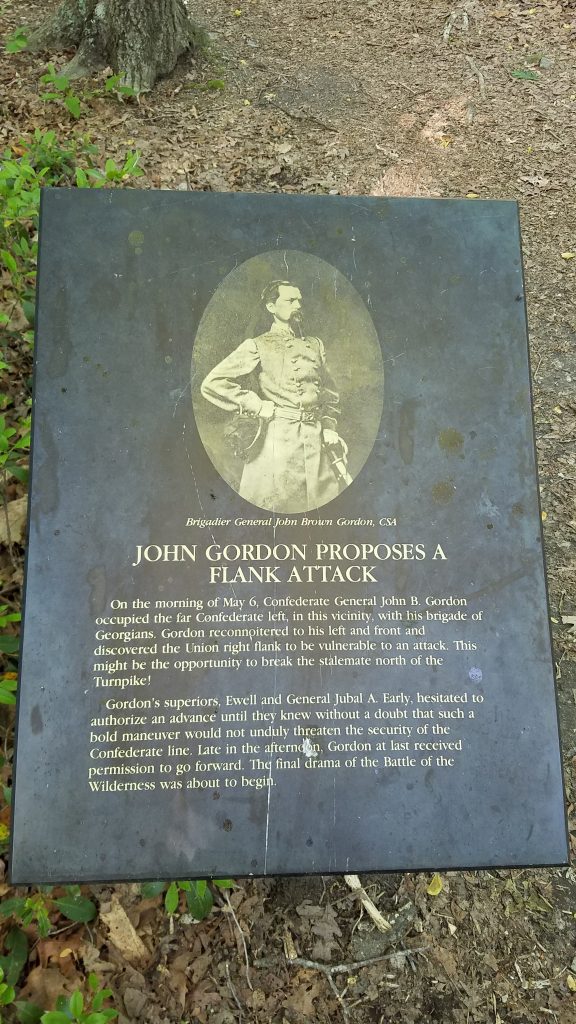 Brigadier General John Brown Gordon, CSA
JOHN GORDON PROPOSES A
FLANK ATTACK
On the morning of May 6, Confederate General John B. Gordon
occupied the far Confederate left, in this vicinity, with his brigade of
Georgians. Gordon reconnoitered to his left and front and
discovered the Union right flank to be vulnerable to an attack. This
might be the opportunity to break the stalemate north of the
Turnpike!
Gordon's superiors, Ewell and General Jubal A. Early, hesitated to
authorize an advance until they knew without a doubt that such a
bold maneuver would not unduly threaten the security of the
Confederate line. Late in the afternoon, Gordon at last received
permission to go forward. The final drama of the Battle of the
Wilderness was about to begin.